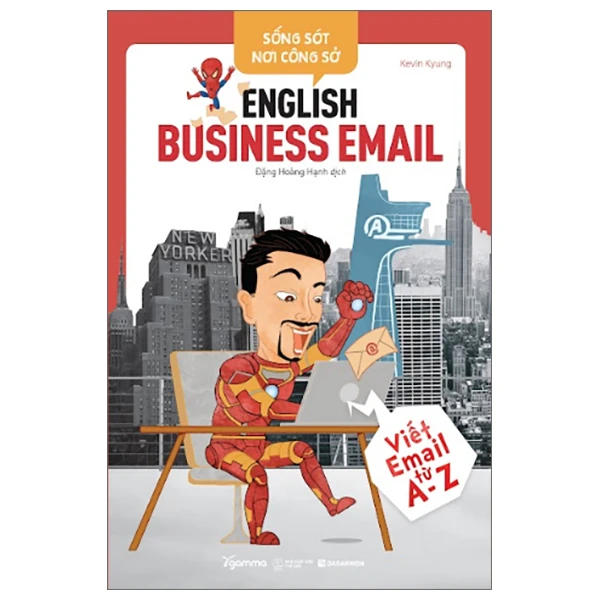 SỐNG SÓT
NƠI CÔNG SỞ
Kevin Kyung
ENGLISH
BUSINESS EMAIL
Đặng Hoàng Hạnh dịch
NEW
YORKER
A
@
Viết
Email
từ
A-Z
gamma
DASANNON